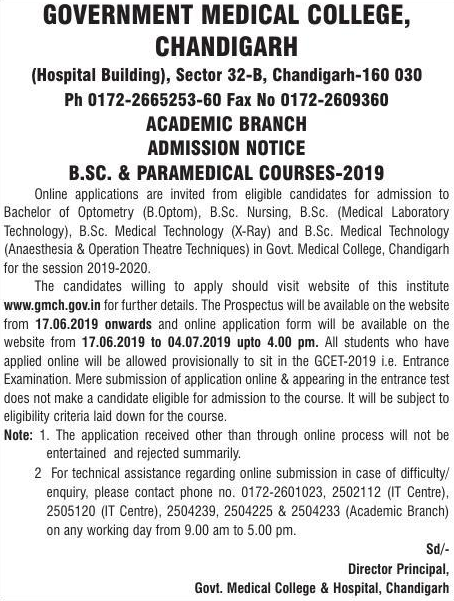 GOVERNMENT MEDICAL COLLEGE,
CHANDIGARH
(Hospital Building), Sector 32-B, Chandigarh-160 030
Ph 0172-2665253-60 Fax No 0172-2609360
ACADEMIC BRANCH
ADMISSION NOTICE
B.SC. & PARAMEDICAL COURSES-2019
Online applications are invited from eligible candidates for admission to
Bachelor of Optometry (B.Optom), B.Sc. Nursing, B.Sc. (Medical Laboratory
Technology), B.Sc. Medical Technology (X-Ray) and B.Sc. Medical Technology
(Anaesthesia & Operation Theatre Techniques) in Govt. Medical College, Chandigarh
for the session 2019-2020.
The candidates willing to apply should visit website of this institute
www.gmch.gov.in for further details. The Prospectus will be available on the website
from 17.06.2019 onwards and online application form will be available on the
website from 17.06.2019 to 04.07.2019 upto 4.00 pm. All students who have
applied online will be allowed provisionally to sit in the GCET-2019 i.e. Entrance
Examination. Mere submission of application online & appearing in the entrance test
does not make a candidate eligible for admission to the course. It will be subject to
eligibility criteria laid down for the course.
Note: 1. The application received other than through online process will not be
entertained and rejected summarily.
2 For technical assistance regarding online submission in case of difficulty/
enquiry, please contact phone no. 0172-2601023, 2502112 (IT Centre),
2505120 (IT Centre), 2504239, 2504225 & 2504233 (Academic Branch)
on any working day from 9.00 am to 5.00 pm.
Sd/-
Director Principal,
Govt. Medical College & Hospital, Chandigarh